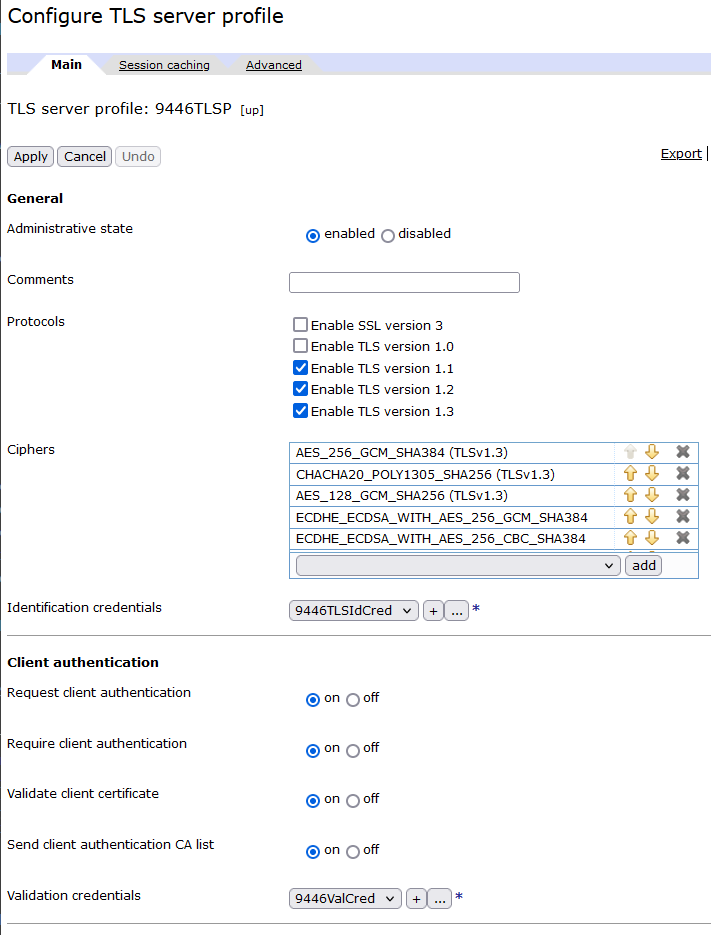 Configure TLS server profile
Main Session caching Advanced
TLS server profile: 9446TLSP [up]
Apply Cancel Undo Export |
General
Administrative state enabled disabled
Comments
Protocols Enable SSL version 3
Enable TLS version 1.0
Enable TLS version 1.1
Enable TLS version 1.2
Enable TLS version 1.3
Ciphers AES_256_GCM_SHA384 (TLSv1.3)
CHACHA20_POLY1305_SHA256 (TLSv1.3)
AES_128_GCM_SHA256 (TLSv1.3)
ECDHE_ECDSA_WITH_AES_256_GCM_SHA384
ECDHE_ECDSA_WITH_AES_256_CBC_SHA384
add
Identification credentials 9446TLSIdCred + ... *
Client authentication
Request client authentication on off
Require client authentication on off
Validate client certificate on off
Send client authentication CA list on off
Validation credentials 9446ValCred + ... *